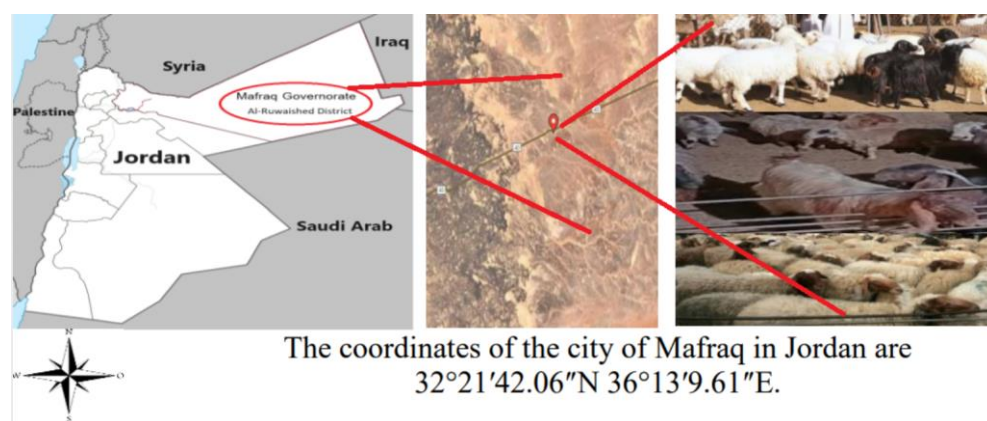 Iraq
Syria
Mafraq Governorate
Al-Ruwaished District
Palestine
Jordan
Saudi Arab
N
W
O
S
The coordinates of the city of Mafraq in Jordan are
32°21′42.06″N 36°13′9.61″E.